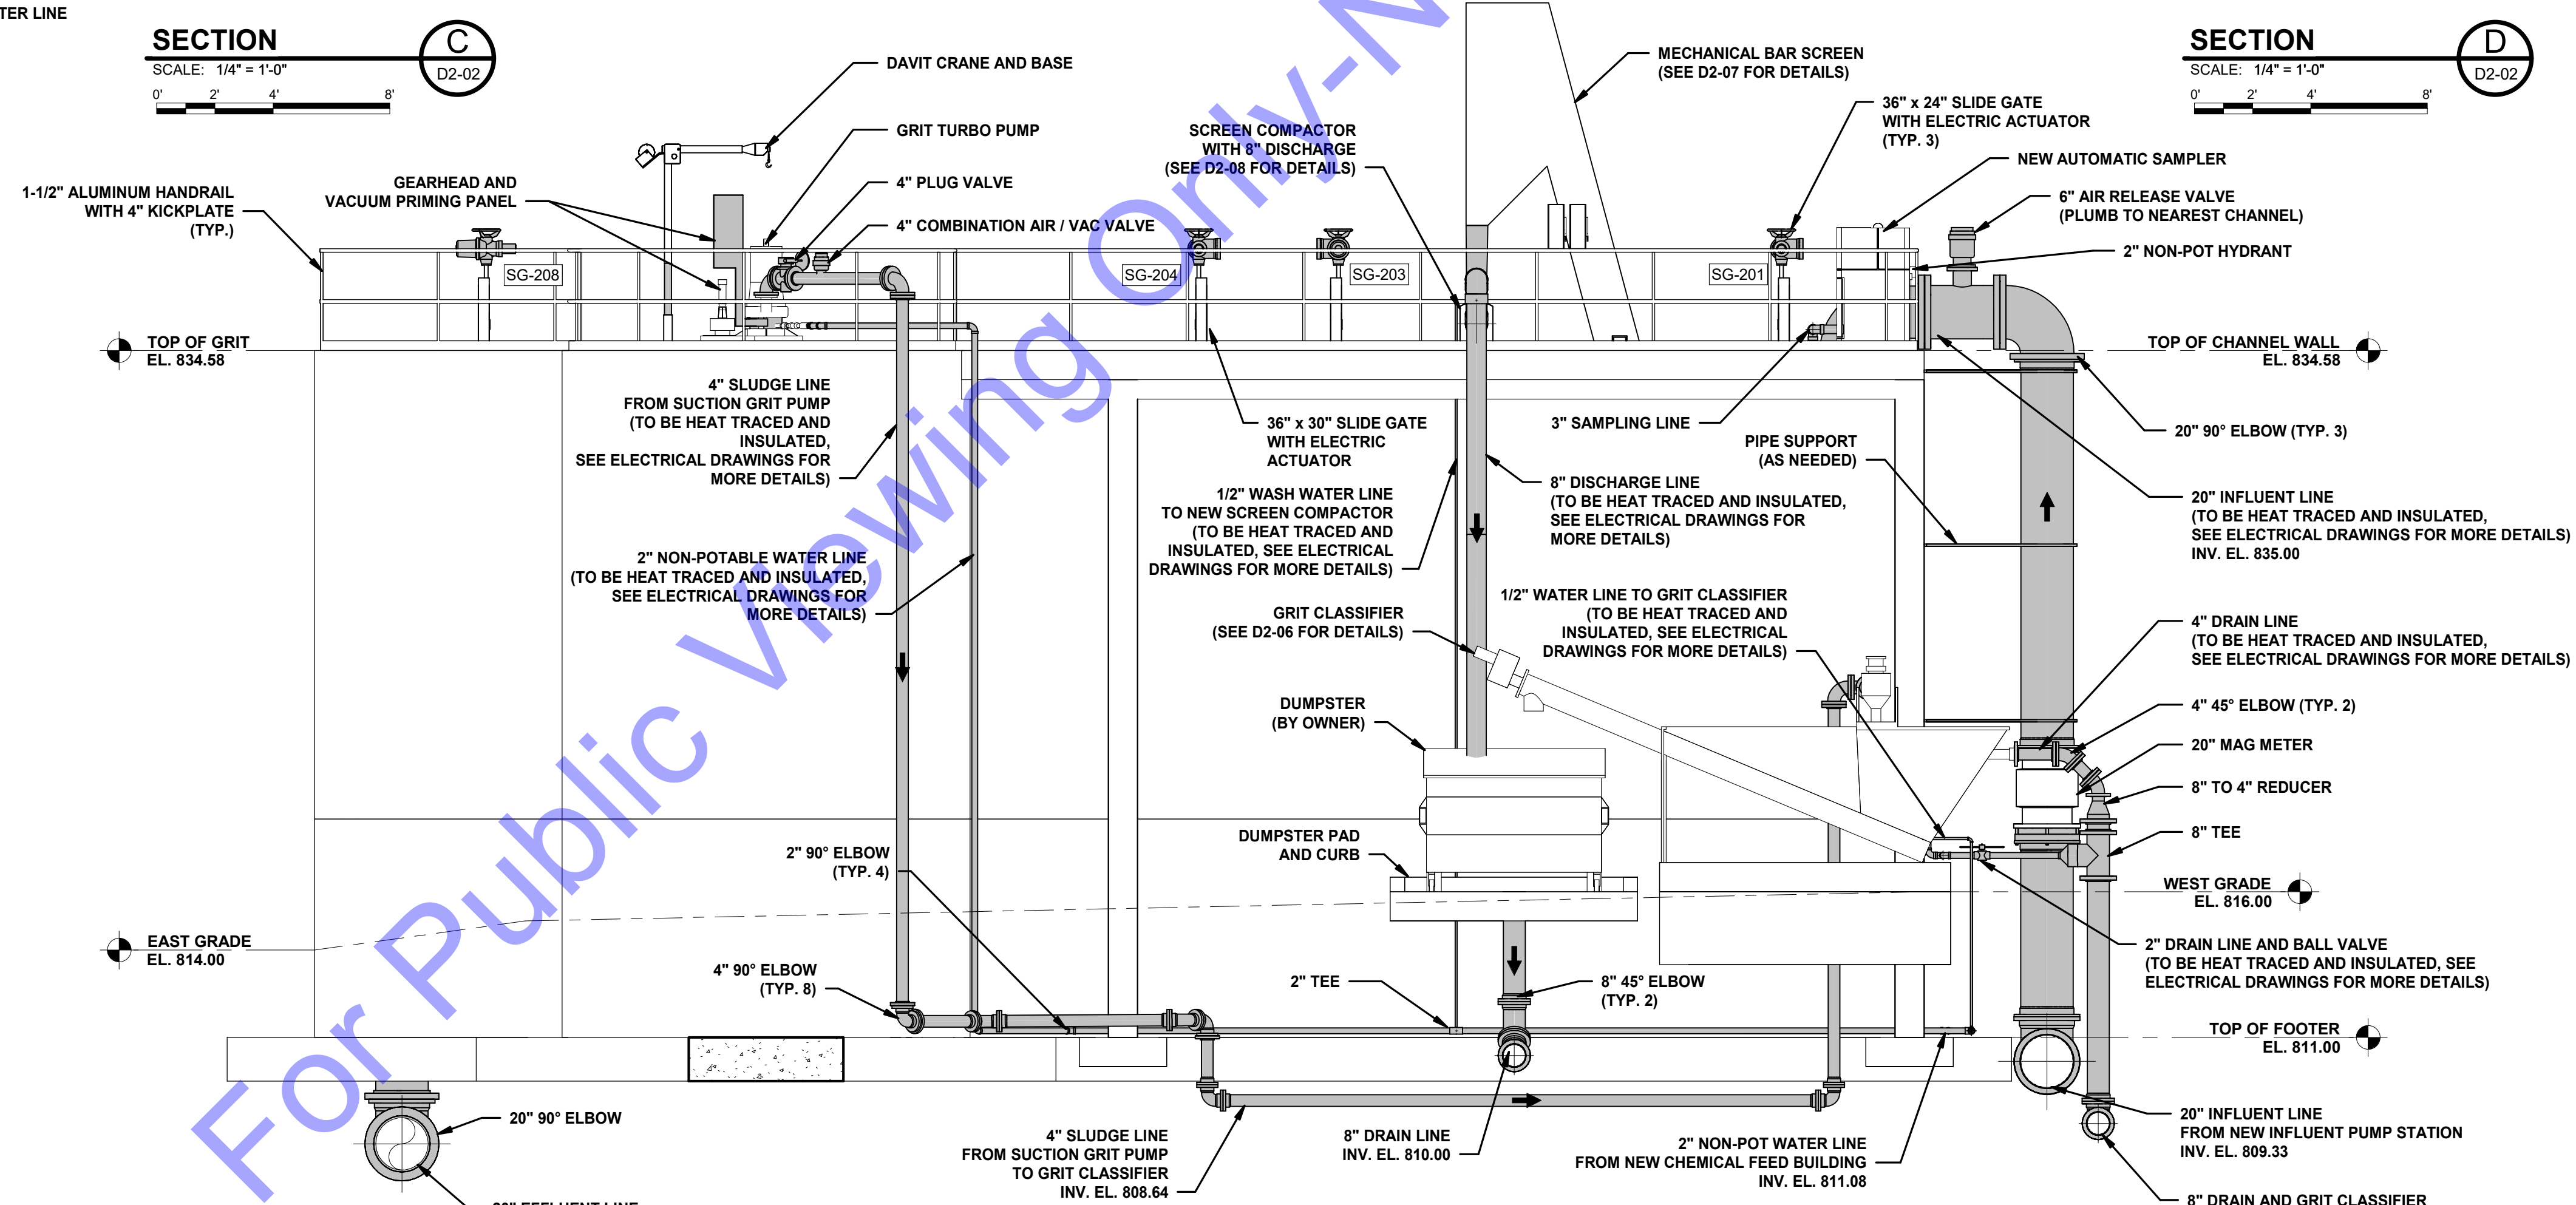 TER LINE
SECTION
C
D2-02
SCALE: 1/4" = 1'-0"
0' 2' 4' 8'
SECTION
D
D2-02
SCALE: 1/4" = 1'-0"
0' 2' 4' 8'
DAVIT CRANE AND BASE
GRIT TURBO PUMP
4" PLUG VALVE
4" COMBINATION AIR / VAC VALVE
GEARHEAD AND
VACUUM PRIMING PANEL
1-1/2" ALUMINUM HANDRAIL
WITH 4" KICKPLATE
(TYP.)
SCREEN COMPACTOR
WITH 8" DISCHARGE
(SEE D2-08 FOR DETAILS)
MECHANICAL BAR SCREEN
(SEE D2-07 FOR DETAILS)
36" x 24" SLIDE GATE
WITH ELECTRIC ACTUATOR
(TYP. 3)
NEW AUTOMATIC SAMPLER
6" AIR RELEASE VALVE
(PLUMB TO NEAREST CHANNEL)
2" NON-POT HYDRANT
SG-208
SG-204
SG-203
SG-201
TOP OF GRIT
EL. 834.58
TOP OF CHANNEL WALL
EL. 834.58
4" SLUDGE LINE
FROM SUCTION GRIT PUMP
(TO BE HEAT TRACED AND
INSULATED,
SEE ELECTRICAL DRAWINGS FOR
MORE DETAILS)
36" x 30" SLIDE GATE
WITH ELECTRIC
ACTUATOR
3" SAMPLING LINE
PIPE SUPPORT
(AS NEEDED)
20" 90° ELBOW (TYP. 3)
8" DISCHARGE LINE
(TO BE HEAT TRACED AND INSULATED,
SEE ELECTRICAL DRAWINGS FOR
MORE DETAILS)
1/2" WASH WATER LINE
TO NEW SCREEN COMPACTOR
(TO BE HEAT TRACED AND
INSULATED, SEE ELECTRICAL
DRAWINGS FOR MORE DETAILS)
20" INFLUENT LINE
(TO BE HEAT TRACED AND INSULATED,
SEE ELECTRICAL DRAWINGS FOR MORE DETAILS)
INV. EL. 835.00
2" NON-POTABLE WATER LINE
(TO BE HEAT TRACED AND INSULATED,
SEE ELECTRICAL DRAWINGS FOR
MORE DETAILS)
GRIT CLASSIFIER
(SEE D2-06 FOR DETAILS)
1/2" WATER LINE TO GRIT CLASSIFIER
(TO BE HEAT TRACED AND
INSULATED, SEE ELECTRICAL
DRAWINGS FOR MORE DETAILS)
4" DRAIN LINE
(TO BE HEAT TRACED AND INSULATED,
SEE ELECTRICAL DRAWINGS FOR MORE DETAILS)
DUMPSTER
(BY OWNER)
4" 45° ELBOW (TYP. 2)
20" MAG METER
8" TO 4" REDUCER
8" TEE
DUMPSTER PAD
AND CURB
2" 90° ELBOW
(TYP. 4)
WEST GRADE
EL. 816.00
EAST GRADE
EL. 814.00
2" DRAIN LINE AND BALL VALVE
(TO BE HEAT TRACED AND INSULATED, SEE
ELECTRICAL DRAWINGS FOR MORE DETAILS)
4" 90° ELBOW
(TYP. 8)
2" TEE
8" 45° ELBOW
(TYP. 2)
TOP OF FOOTER
EL. 811.00
20" 90° ELBOW
4" SLUDGE LINE
FROM SUCTION GRIT PUMP
TO GRIT CLASSIFIER
INV. EL. 808.64
8" DRAIN LINE
INV. EL. 810.00
2" NON-POT WATER LINE
FROM NEW CHEMICAL FEED BUILDING
INV. EL. 811.08
20" INFLUENT LINE
FROM NEW INFLUENT PUMP STATION
INV. EL. 809.33
EFFLUENT LINE
8" DRAIN AND GRIT CLASSIFIER
For Public Viewing Only-N